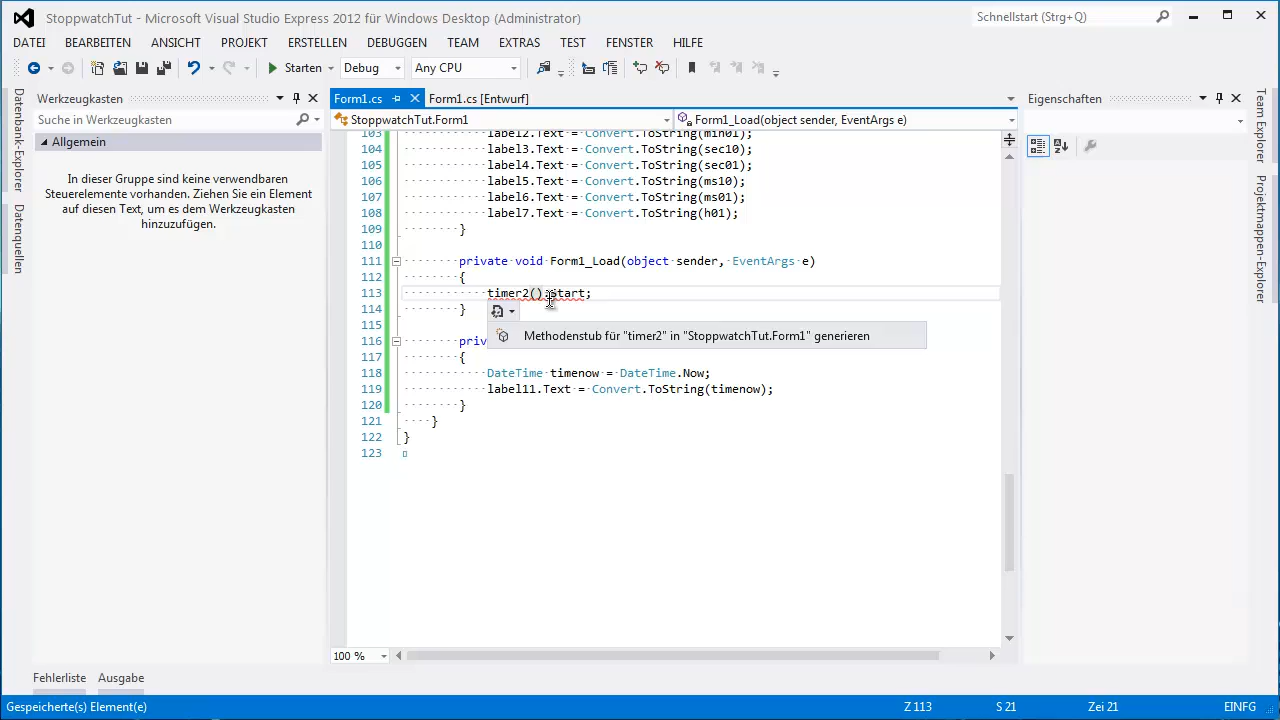 StoppwatchTut - Microsoft Visual Studio Express 2012 für Windows Desktop (Administrator)
Schnellstart (Strg+Q)
DATEI BEARBEITEN ANSICHT PROJEKT ERSTELLEN DEBUGGEN TEAM EXTRAS TEST FENSTER HILFE
Starten Debug Any CPU
Datenbank-Explorer
Datenquellen
Werkzeugkasten
Suche in Werkzeugkasten
Allgemein
In dieser Gruppe sind keine verwendbaren
Steuerelemente vorhanden. Ziehen Sie ein Element
auf diesen Text, um es dem Werkzeugkasten
hinzuzufügen.
Form1.cs Form1.cs [Entwurf]
StoppwatchTut.Form1 Form1_Load(object sender, EventArgs e)
103 label2.Text = Convert.ToString(min01);
104 label3.Text = Convert.ToString(sec10);
105 label4.Text = Convert.ToString(sec01);
106 label5.Text = Convert.ToString(ms10);
107 label6.Text = Convert.ToString(ms01);
108 label7.Text = Convert.ToString(h01);
109 }
110
111 private void Form1_Load(object sender, EventArgs e)
112 {
113 timer2().Start;
114 }
Methodenstub für "timer2" in "StoppwatchTut.Form1" generieren
115
116 priv
117 {
118 DateTime timenow = DateTime.Now;
119 label11.Text = Convert.ToString(timenow);
120 }
121 }
122 }
123
100 %
Eigenschaften
Team Explorer
Projektmappen-Explorer
Fehlerliste Ausgabe
Gespeicherte(s) Element(e) Z 113 S 21 Zei 21 EINFG